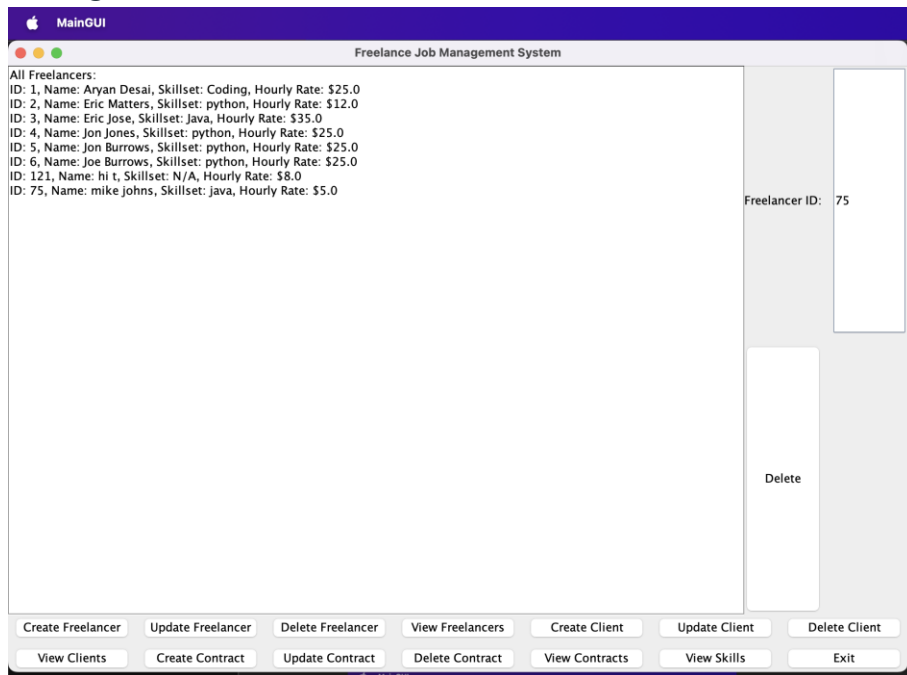 MainGUI
Freelance Job Management System
All Freelancers:
ID: 1, Name: Aryan Desai, Skillset: Coding, Hourly Rate: $25.0
ID: 2, Name: Eric Matters, Skillset: python, Hourly Rate: $12.0
ID: 3, Name: Eric Jose, Skillset: Java, Hourly Rate: $35.0
ID: 4, Name: Jon Jones, Skillset: python, Hourly Rate: $25.0
ID: 5, Name: Jon Burrows, Skillset: python, Hourly Rate: $25.0
ID: 6, Name: Joe Burrows, Skillset: python, Hourly Rate: $25.0
ID: 121, Name: hi t, Skillset: N/A, Hourly Rate: $8.0
ID: 75, Name: mike johns, Skillset: java, Hourly Rate: $5.0
Freelancer ID: 75
Delete
Create Freelancer Update Freelancer Delete Freelancer View Freelancers Create Client Update Client Delete Client
View Clients Create Contract Update Contract Delete Contract View Contracts View Skills Exit